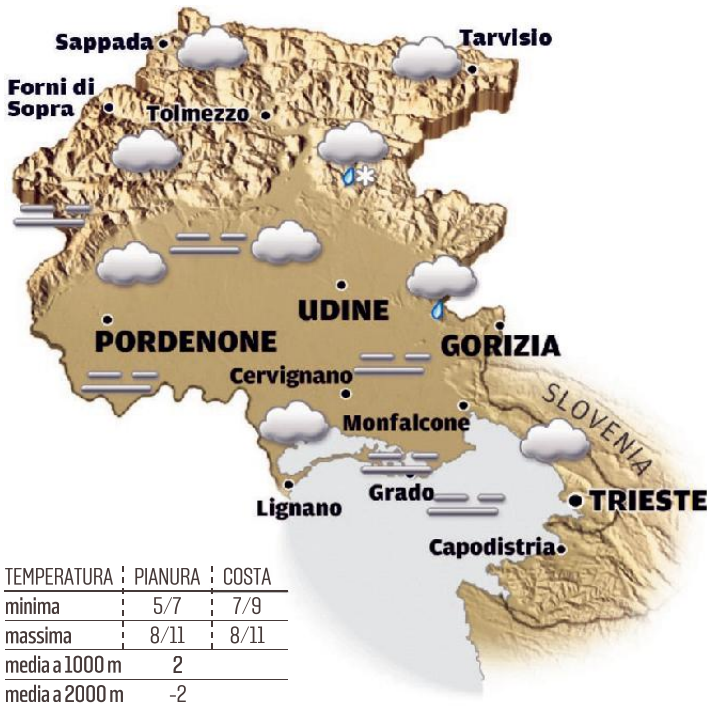 Sappada
Tarvisio
Forni di
Sopra
Tolmezzo
UDINE
PORDENONE
GORIZIA
Cervignano
SLOVENIA
Monfalcone
Grado
Lignano
TRIESTE
Capodistria
TEMPERATURA PIANURA COSTA
minima 5/7 7/9
massima 8/11 8/11
media a 1000 m 2
media a 2000 m -2